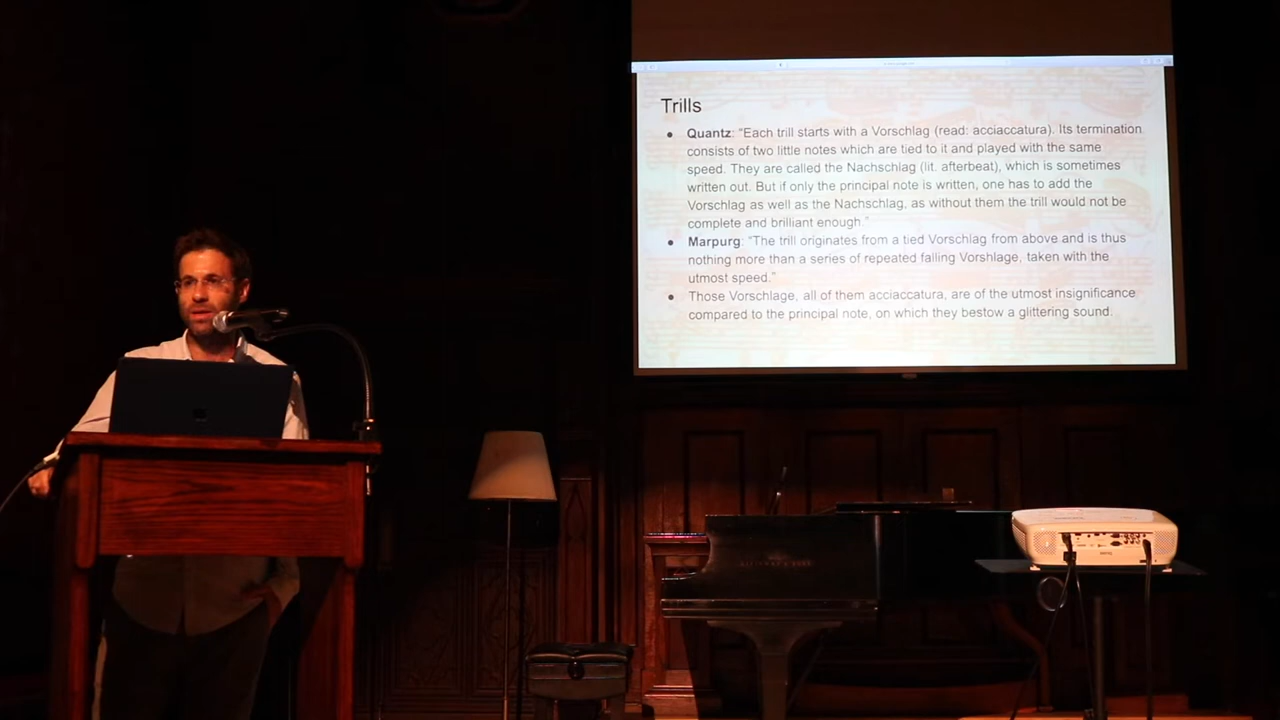 Trills
● Quantz: "Each trill starts with a Vorschlag (read: acciaccatura). Its termination
consists of two little notes which are tied to it and played with the same
speed. They are called the Nachschlag (lit. afterbeat), which is sometimes
written out. But if only the principal note is written, one has to add the
Vorschlag as well as the Nachschlag, as without them the trill would not be
complete and brilliant enough."
● Marpurg: "The trill originates from a tied Vorschlag from above and is thus
nothing more than a series of repeated falling Vorshlage, taken with the
utmost speed."
● Those Vorschlage, all of them acciaccatura, are of the utmost insignificance
compared to the principal note, on which they bestow a glittering sound.